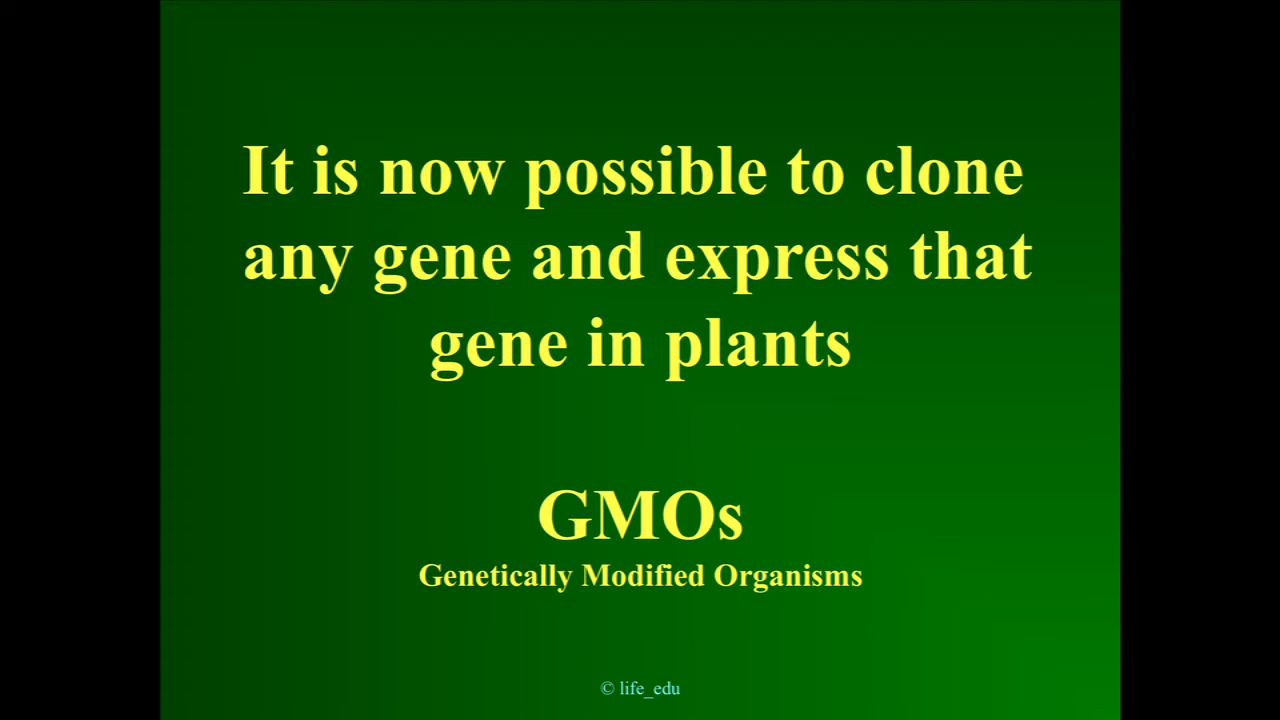 It is now possible to clone
any gene and express that
gene in plants
GMOs
Genetically Modified Organisms
© life_edu